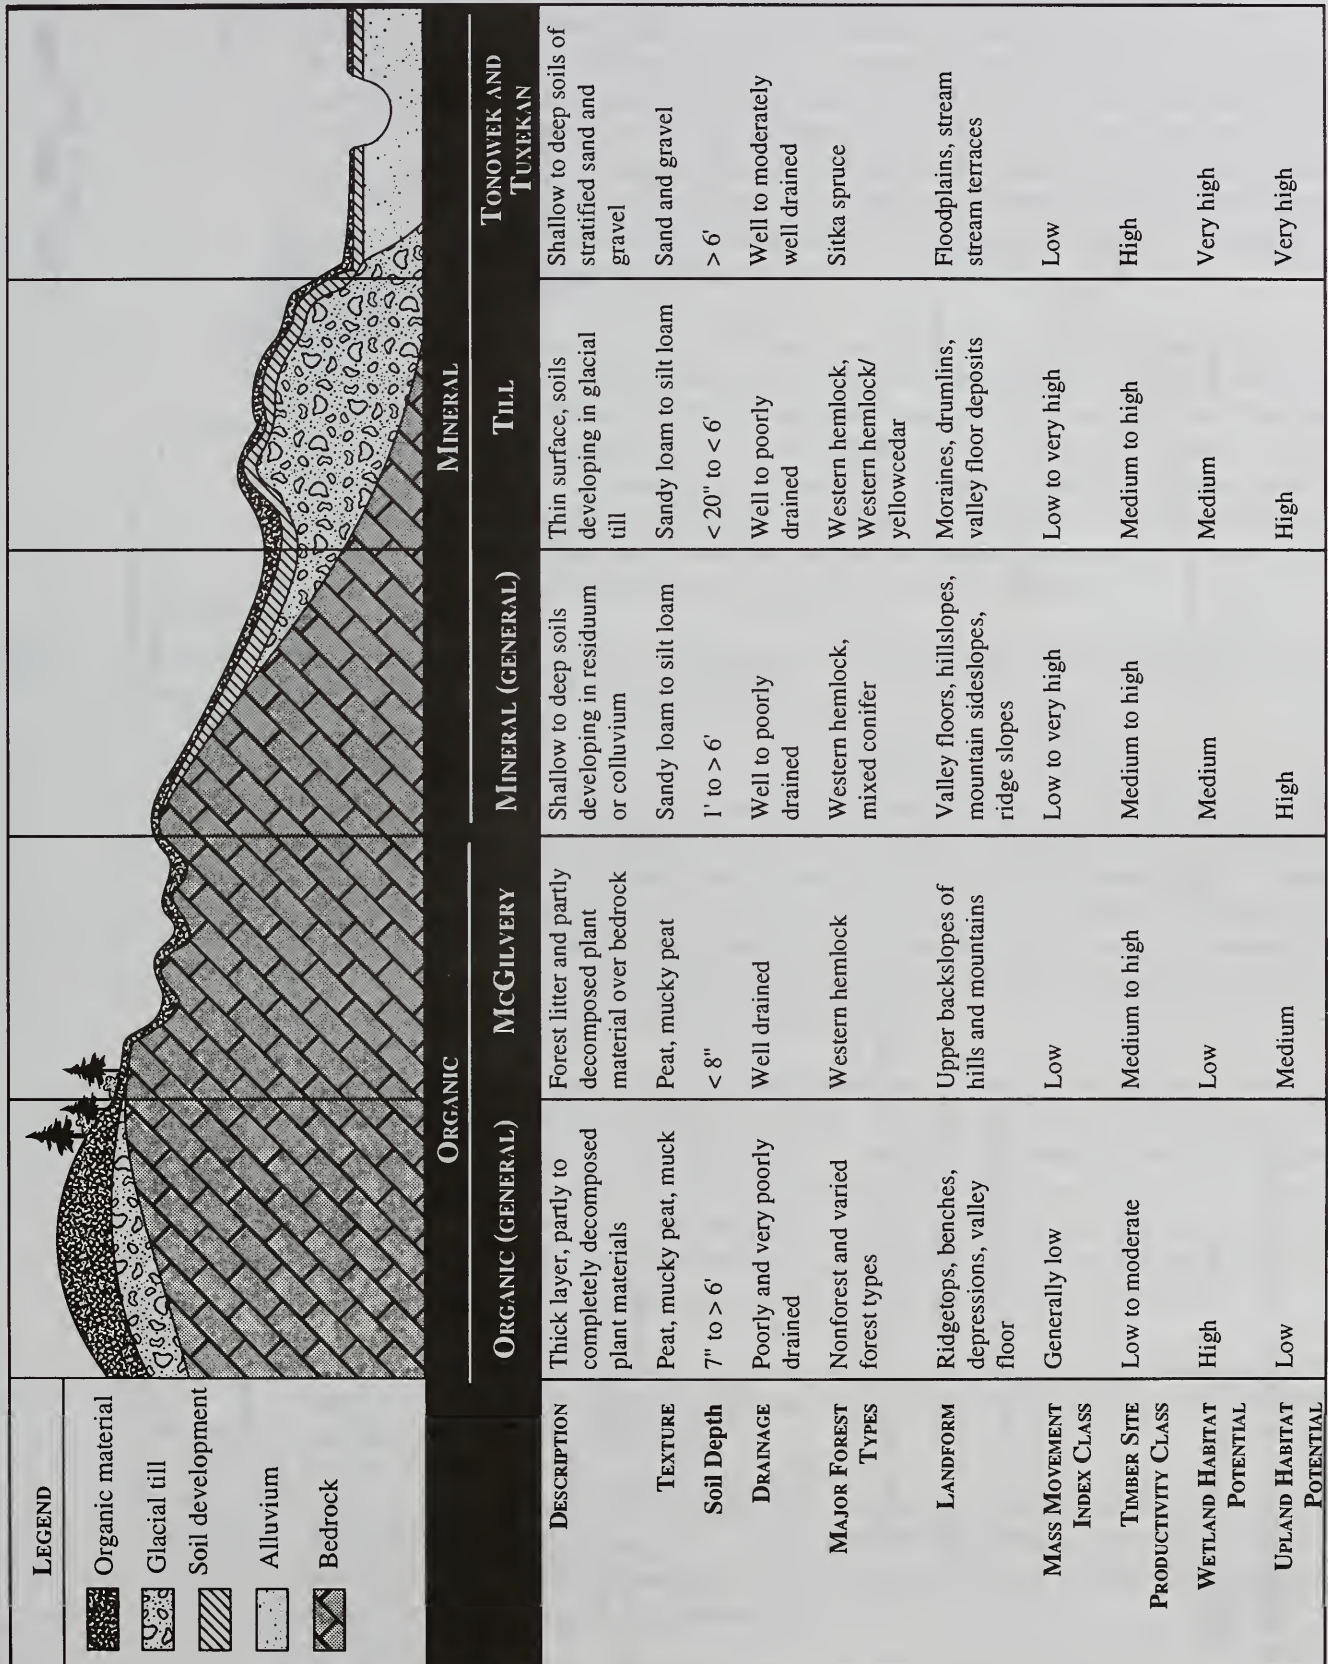 LEGEND
Organic material
Glacial till
Soil development
Alluvium
Bedrock
ORGANIC
MINERAL
ORGANIC (GENERAL)
MCGILVERY
MINERAL (GENERAL)
TILL
TONOWEK AND
TUXEKAN
DESCRIPTION
Thick layer, partly to
completely decomposed
plant materials
Forest litter and partly
decomposed plant
material over bedrock
Shallow to deep soils
developing in residuum
or colluvium
Thin surface, soils
developing in glacial
till
Shallow to deep soils of
stratified sand and
gravel
TEXTURE
Peat, mucky peat, muck
Peat, mucky peat
Sandy loam to silt loam
Sandy loam to silt loam
Sand and gravel
Soil Depth
7" to > 6'
< 8"
1' to > 6'
< 20" to < 6'
> 6'
DRAINAGE
Poorly and very poorly
drained
Well drained
Well to poorly
drained
Well to poorly
drained
Well to moderately
well drained
MAJOR FOREST
TYPES
Nonforest and varied
forest types
Western hemlock
Western hemlock,
mixed conifer
Western hemlock,
Western hemlock/
yellowcedar
Sitka spruce
LANDFORM
Ridgetops, benches,
depressions, valley
floor
Upper backslopes of
hills and mountains
Valley floors, hillslopes,
mountain sideslopes,
ridge slopes
Moraines, drumlins,
valley floor deposits
Floodplains, stream
stream terraces
MASS MOVEMENT
INDEX CLASS
Generally low
Low
Low to very high
Low to very high
Low
TIMBER SITE
PRODUCTIVITY CLASS
Low to moderate
Medium to high
Medium to high
Medium to high
High
WETLAND HABITAT
POTENTIAL
High
Low
Medium
Medium
Very high
UPLAND HABITAT
POTENTIAL
Low
Medium
High
High
Very high